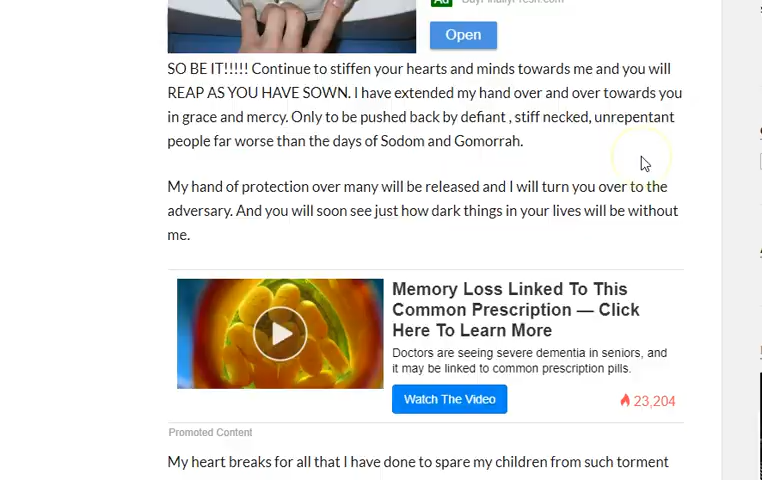 Ad
BuyFinallyFresh.com
Open
SO BE IT!!!!! Continue to stiffen your hearts and minds towards me and you will
REAP AS YOU HAVE SOWN. I have extended my hand over and over towards you
in grace and mercy. Only to be pushed back by defiant , stiff necked, unrepentant
people far worse than the days of Sodom and Gomorrah.
My hand of protection over many will be released and I will turn you over to the
adversary. And you will soon see just how dark things in your lives will be without
me.
Memory Loss Linked To This
Common Prescription — Click
Here To Learn More
Doctors are seeing severe dementia in seniors, and
it may be linked to common prescription pills.
Watch The Video
23,204
Promoted Content
My heart breaks for all that I have done to spare my children from such torment